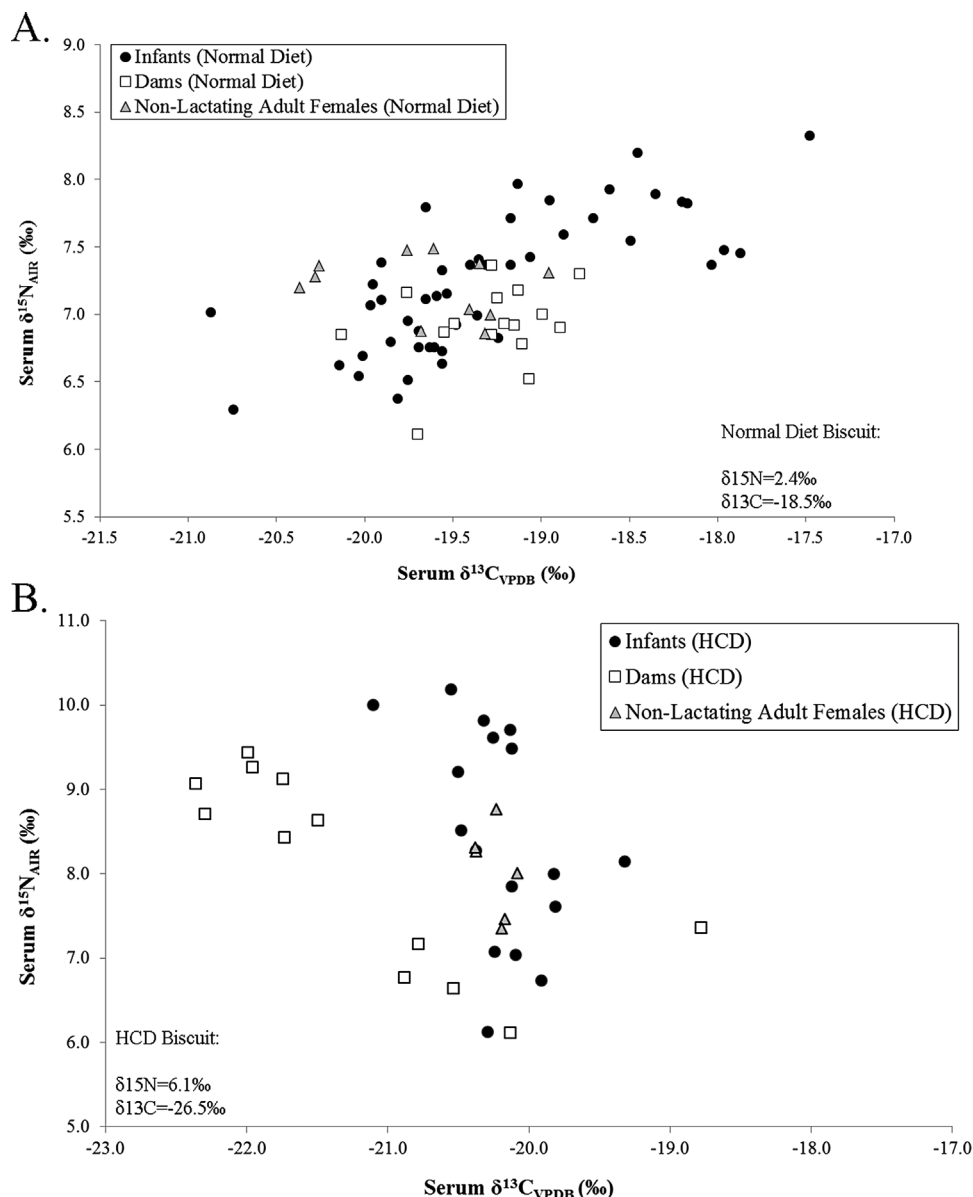 A.
9.0
Infants (Normal Diet)
Dams (Normal Diet)
Non-Lactating Adult Females (Normal Diet)
8.5
8.0
7.5
7.0
6.5
6.0
5.5
Serum δ¹⁵N_AIR (‰)
Normal Diet Biscuit:
δ15N=2.4‰
δ13C=-18.5‰
-21.5 -21.0 -20.5 -20.0 -19.5 -19.0 -18.5 -18.0 -17.5 -17.0
Serum δ¹³C_VPDB (‰)
B.
11.0
Infants (HCD)
Dams (HCD)
Non-Lactating Adult Females (HCD)
10.0
9.0
8.0
7.0
6.0
5.0
Serum δ¹⁵N_AIR (‰)
HCD Biscuit:
δ15N=6.1‰
δ13C=-26.5‰
-23.0 -22.0 -21.0 -20.0 -19.0 -18.0 -17.0
Serum δ¹³C_VPDB (‰)